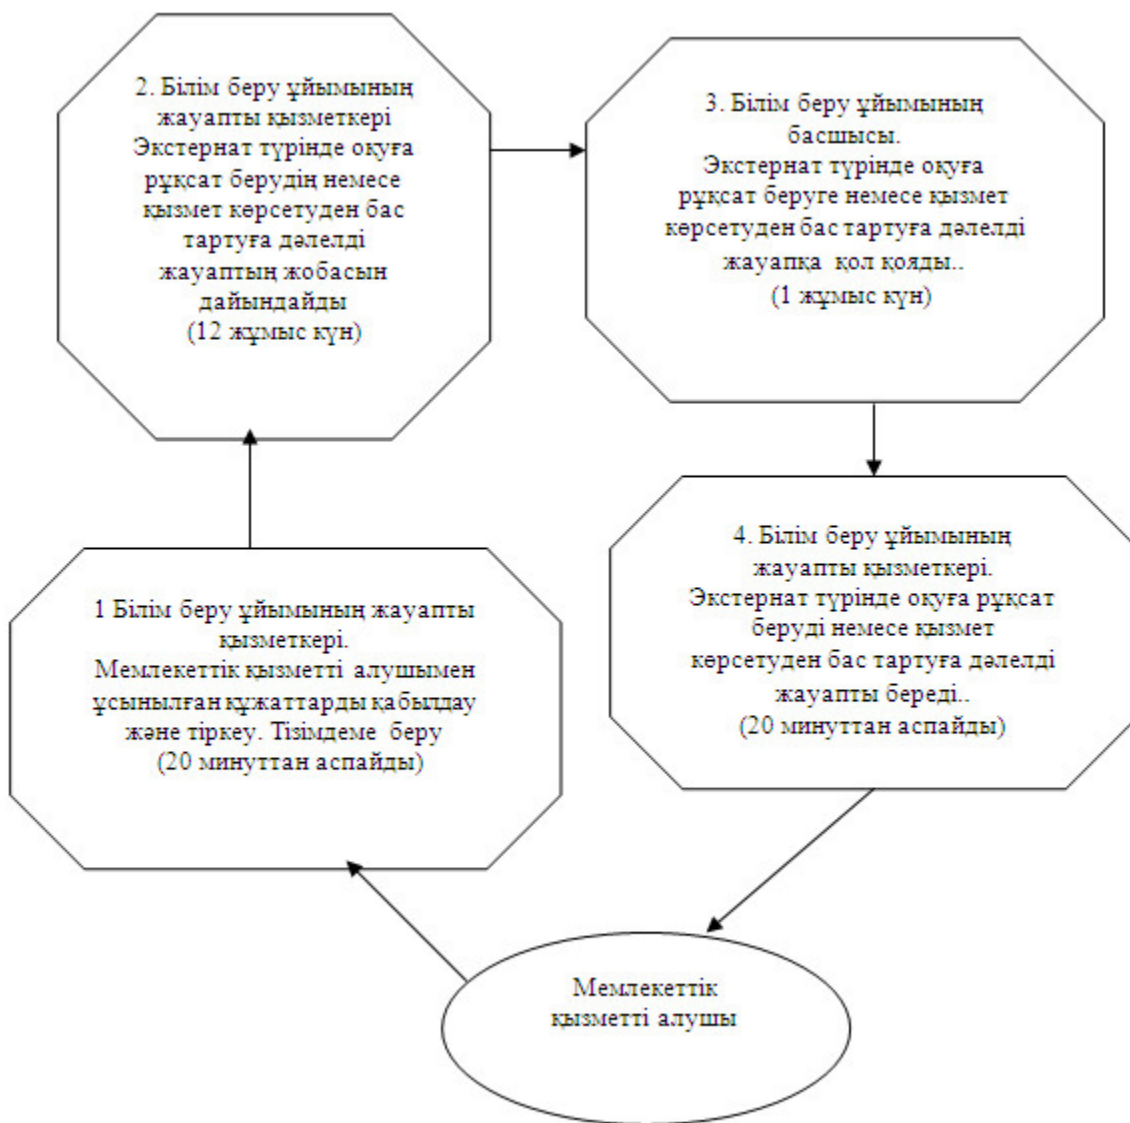 2. Білім беру ұйымының
жауапты қызметкері
Экстернат түрінде оқуға
рұқсат берудің немесе
қызмет көрсетуден бас
тартуға дәлелді
жауаптың жобасын
дайындайды
(12 жұмыс күн)
3. Білім беру ұйымының
басшысы.
Экстернат түрінде оқуға
рұқсат беруге немесе қызмет
көрсетуден бас тартуға дәлелді
жауапқа қол қояды..
(1 жұмыс күн)
1 Білім беру ұйымының жауапты
қызметкері.
Мемлекеттік қызметті алушымен
ұсынылған құжаттарды қабылдау
және тіркеу. Тізімдеме беру
(20 минуттан аспайды)
4. Білім беру ұйымының
жауапты қызметкері.
Экстернат түрінде оқуға рұқсат
беруді немесе қызмет
көрсетуден бас тартуға дәлелді
жауапты береді..
(20 минуттан аспайды)
Мемлекеттік
қызметті алушы